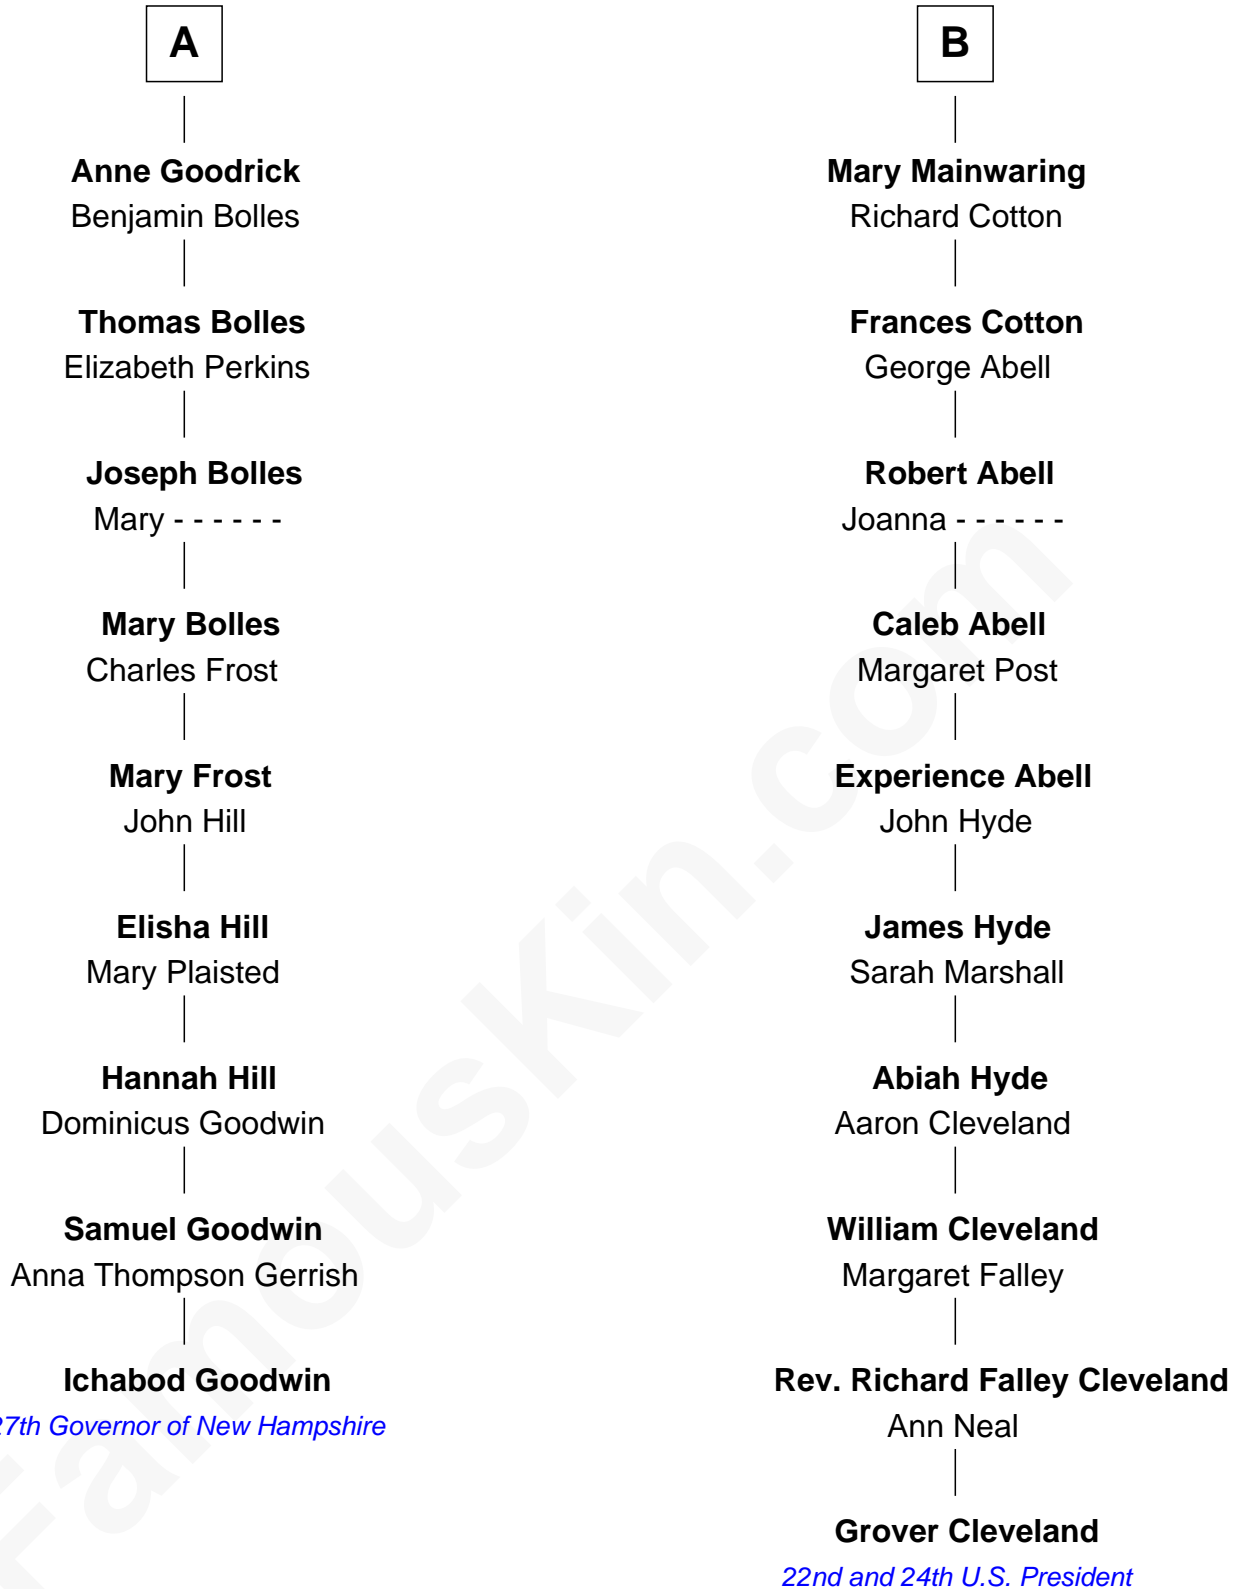 A
Anne Goodrick
Benjamin Bolles
Thomas Bolles
Elizabeth Perkins
Joseph Bolles
Mary - - - - - -
Mary Bolles
Charles Frost
Mary Frost
John Hill
Elisha Hill
Mary Plaisted
Hannah Hill
Dominicus Goodwin
Samuel Goodwin
Anna Thompson Gerrish
Ichabod Goodwin
27th Governor of New Hampshire
B
Mary Mainwaring
Richard Cotton
Frances Cotton
George Abell
Robert Abell
Joanna - - - - - -
Caleb Abell
Margaret Post
Experience Abell
John Hyde
James Hyde
Sarah Marshall
Abiah Hyde
Aaron Cleveland
William Cleveland
Margaret Falley
Rev. Richard Falley Cleveland
Ann Neal
Grover Cleveland
22nd and 24th U.S. President
FamousKin.com